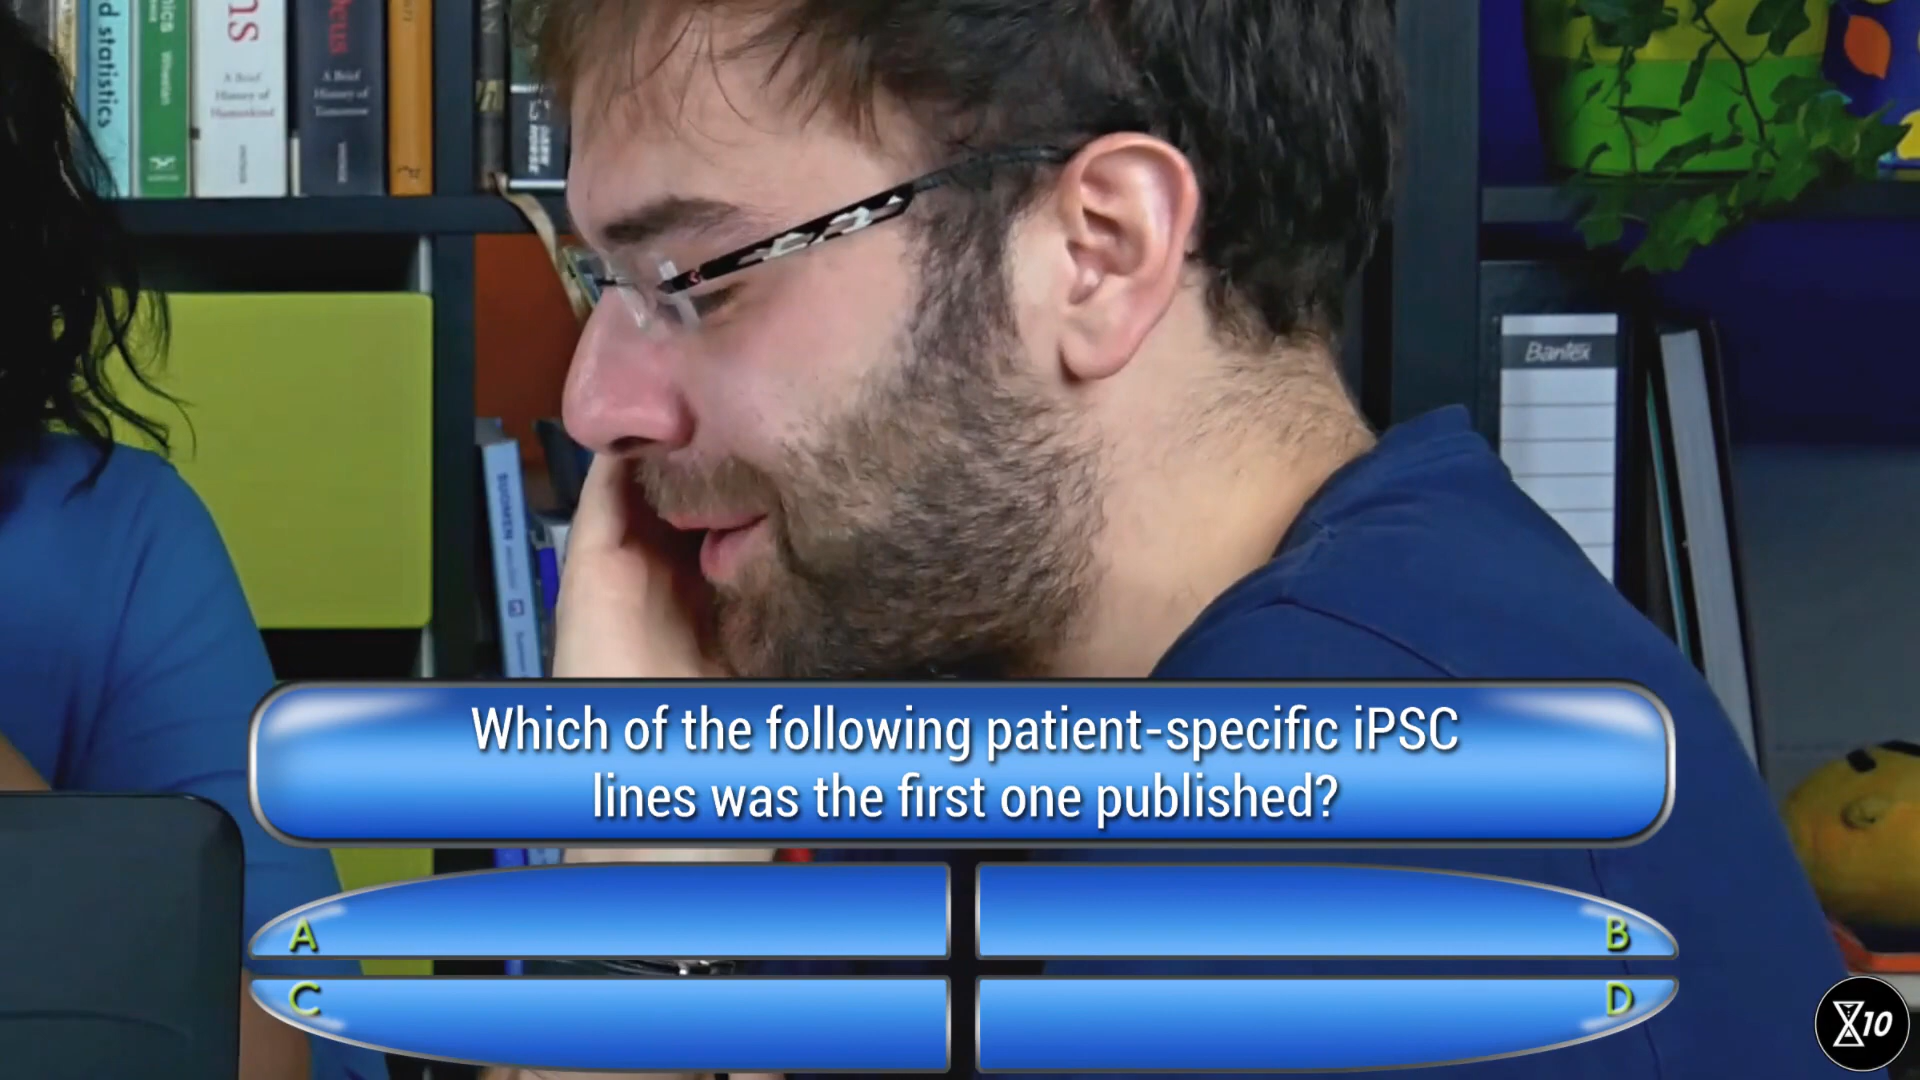 d statistics
A Brief
History of
Humankind
A Brief
History of
Tomorrow
Bantex
SUOMEN
Which of the following patient-specific iPSC
lines was the first one published?
A
B
C
D
10